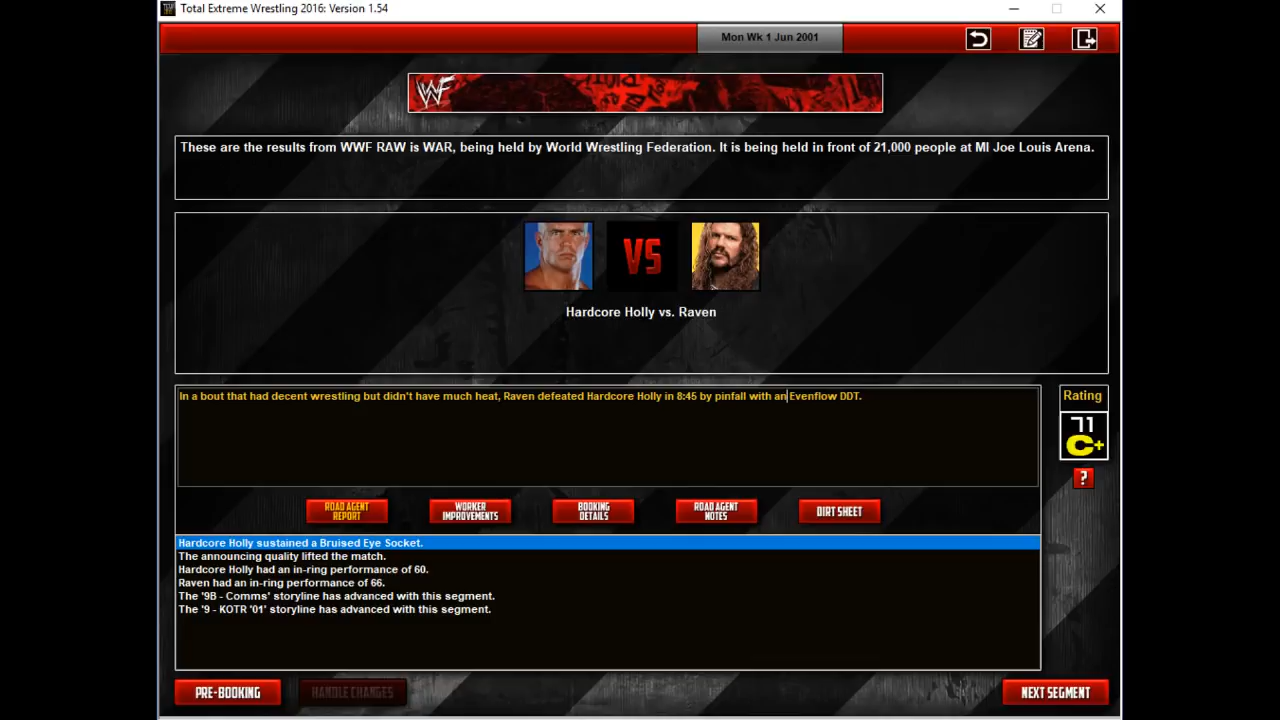 Total Extreme Wrestling 2016: Version 1.54
Mon Wk 1 Jun 2001
These are the results from WWF RAW is WAR, being held by World Wrestling Federation. It is being held in front of 21,000 people at MI Joe Louis Arena.
VS
Hardcore Holly vs. Raven
In a bout that had decent wrestling but didn't have much heat, Raven defeated Hardcore Holly in 8:45 by pinfall with an Evenflow DDT.
Rating
71
C+
?
ROAD AGENT REPORT
WORKER IMPROVEMENTS
BOOKING DETAILS
ROAD AGENT NOTES
DIRT SHEET
Hardcore Holly sustained a Bruised Eye Socket.
The announcing quality lifted the match.
Hardcore Holly had an in-ring performance of 60.
Raven had an in-ring performance of 66.
The '9B - Comms' storyline has advanced with this segment.
The '9 - KOTR '01' storyline has advanced with this segment.
PRE-BOOKING
HANDLE CHANGES
NEXT SEGMENT